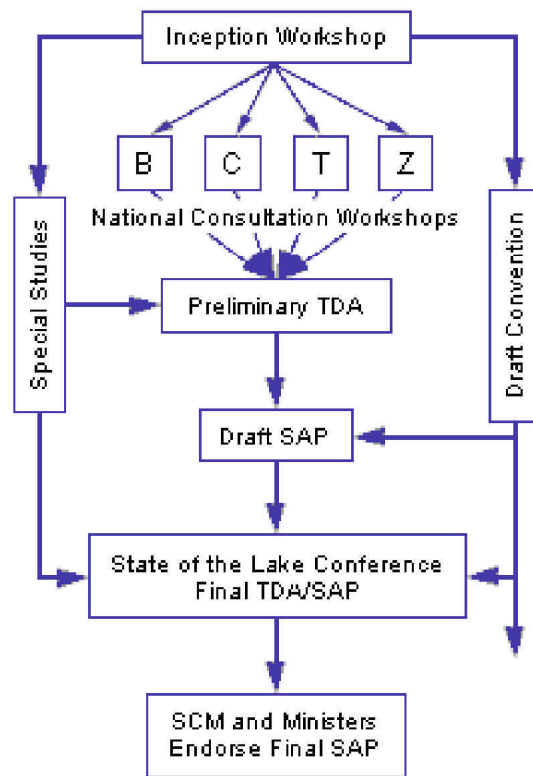 Inception Workshop
B
C
T
Z
National Consultation Workshops
Special Studies
Preliminary TDA
Draft Convention
Draft SAP
State of the Lake Conference
Final TDA/SAP
SCM and Ministers
Endorse Final SAP